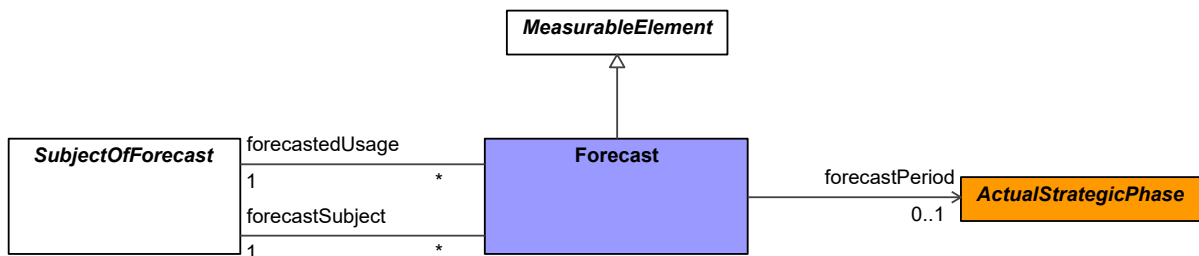 MeasurableElement
SubjectOfForecast
forecastedUsage
1
*
forecastSubject
1
*
Forecast
forecastPeriod
0..1
ActualStrategicPhase